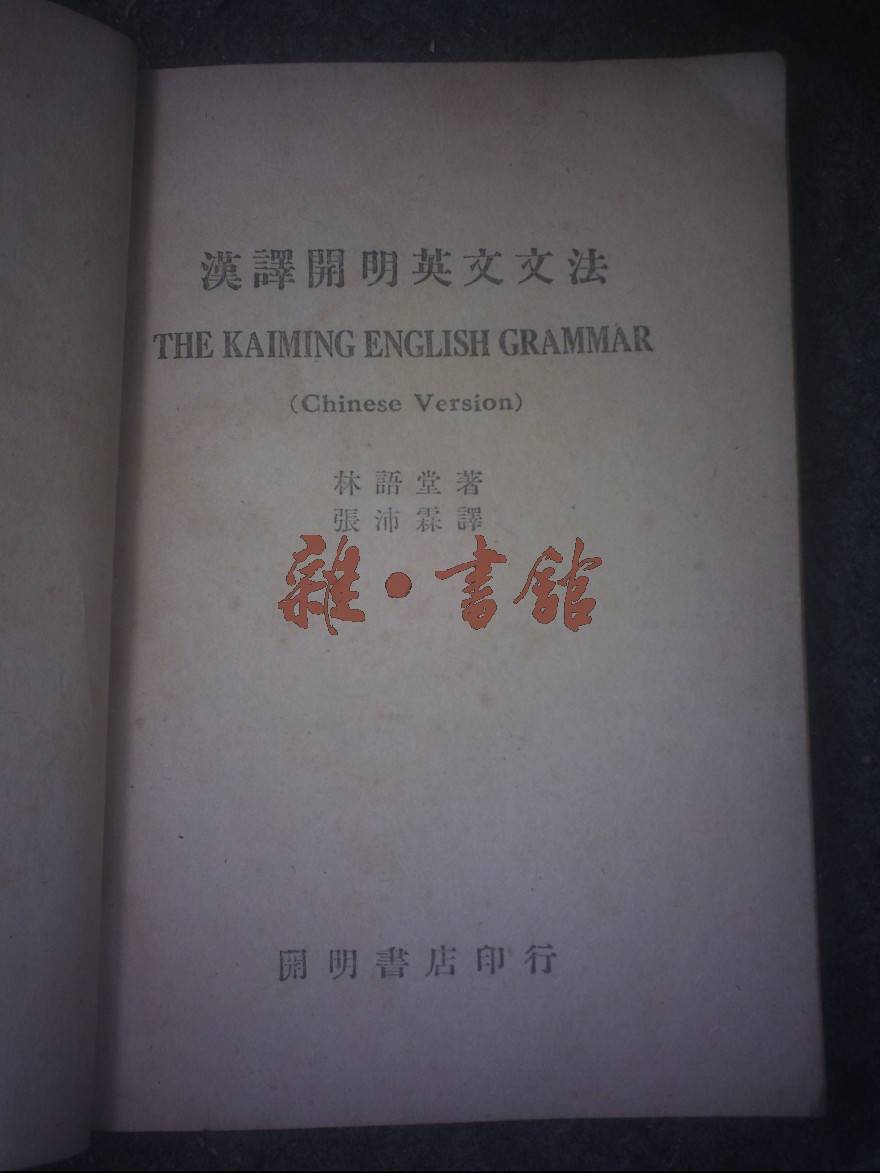 漢譯開明英文文法
THE KAIMING ENGLISH GRAMMAR
(Chinese Version)
林語堂著
張沛霖譯
雜·書館
開明書店印行